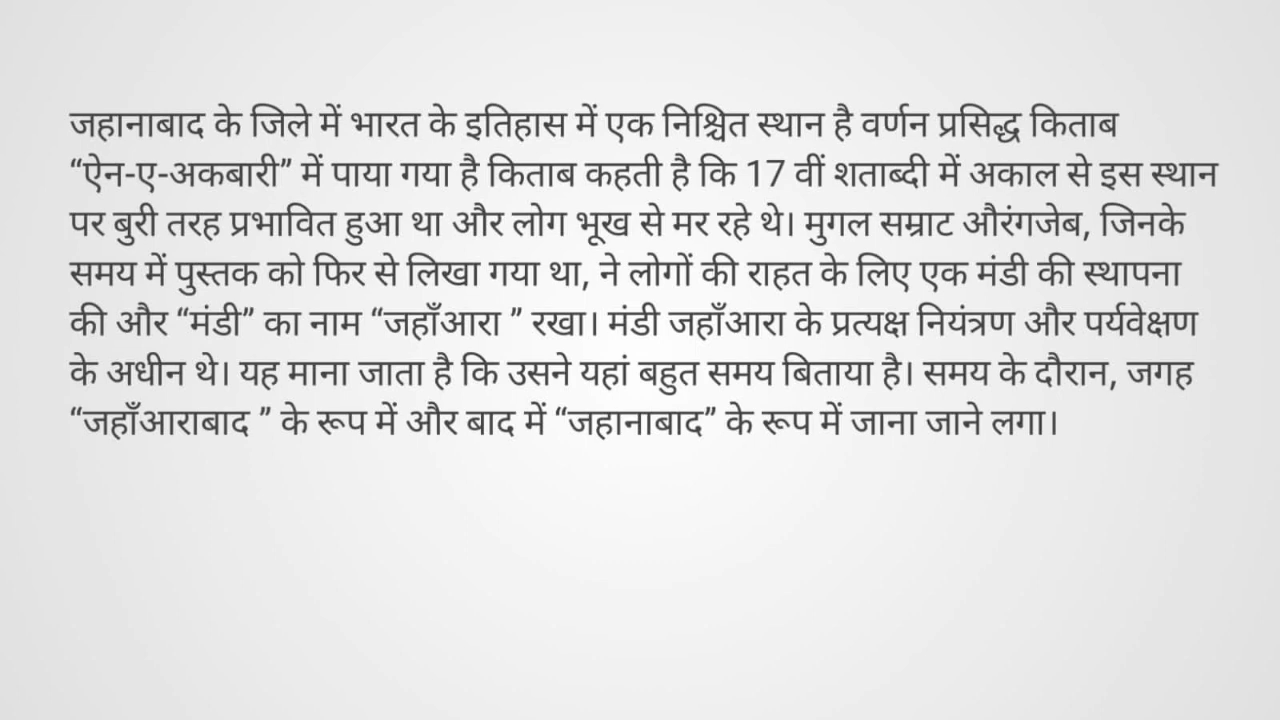 जहानाबाद के जिले में भारत के इतिहास में एक निश्चित स्थान है वर्णन प्रसिद्ध किताब
“ऐन-ए-अकबारी” में पाया गया है किताब कहती है कि 17 वीं शताब्दी में अकाल से इस स्थान
पर बुरी तरह प्रभावित हुआ था और लोग भूख से मर रहे थे। मुगल सम्राट औरंगजेब, जिनके
समय में पुस्तक को फिर से लिखा गया था, ने लोगों की राहत के लिए एक मंडी की स्थापना
की और “मंडी” का नाम “जहाँआरा ” रखा। मंडी जहाँआरा के प्रत्यक्ष नियंत्रण और पर्यवेक्षण
के अधीन थे। यह माना जाता है कि उसने यहां बहुत समय बिताया है। समय के दौरान, जगह
“जहाँआराबाद ” के रूप में और बाद में “जहानाबाद” के रूप में जाना जाने लगा।